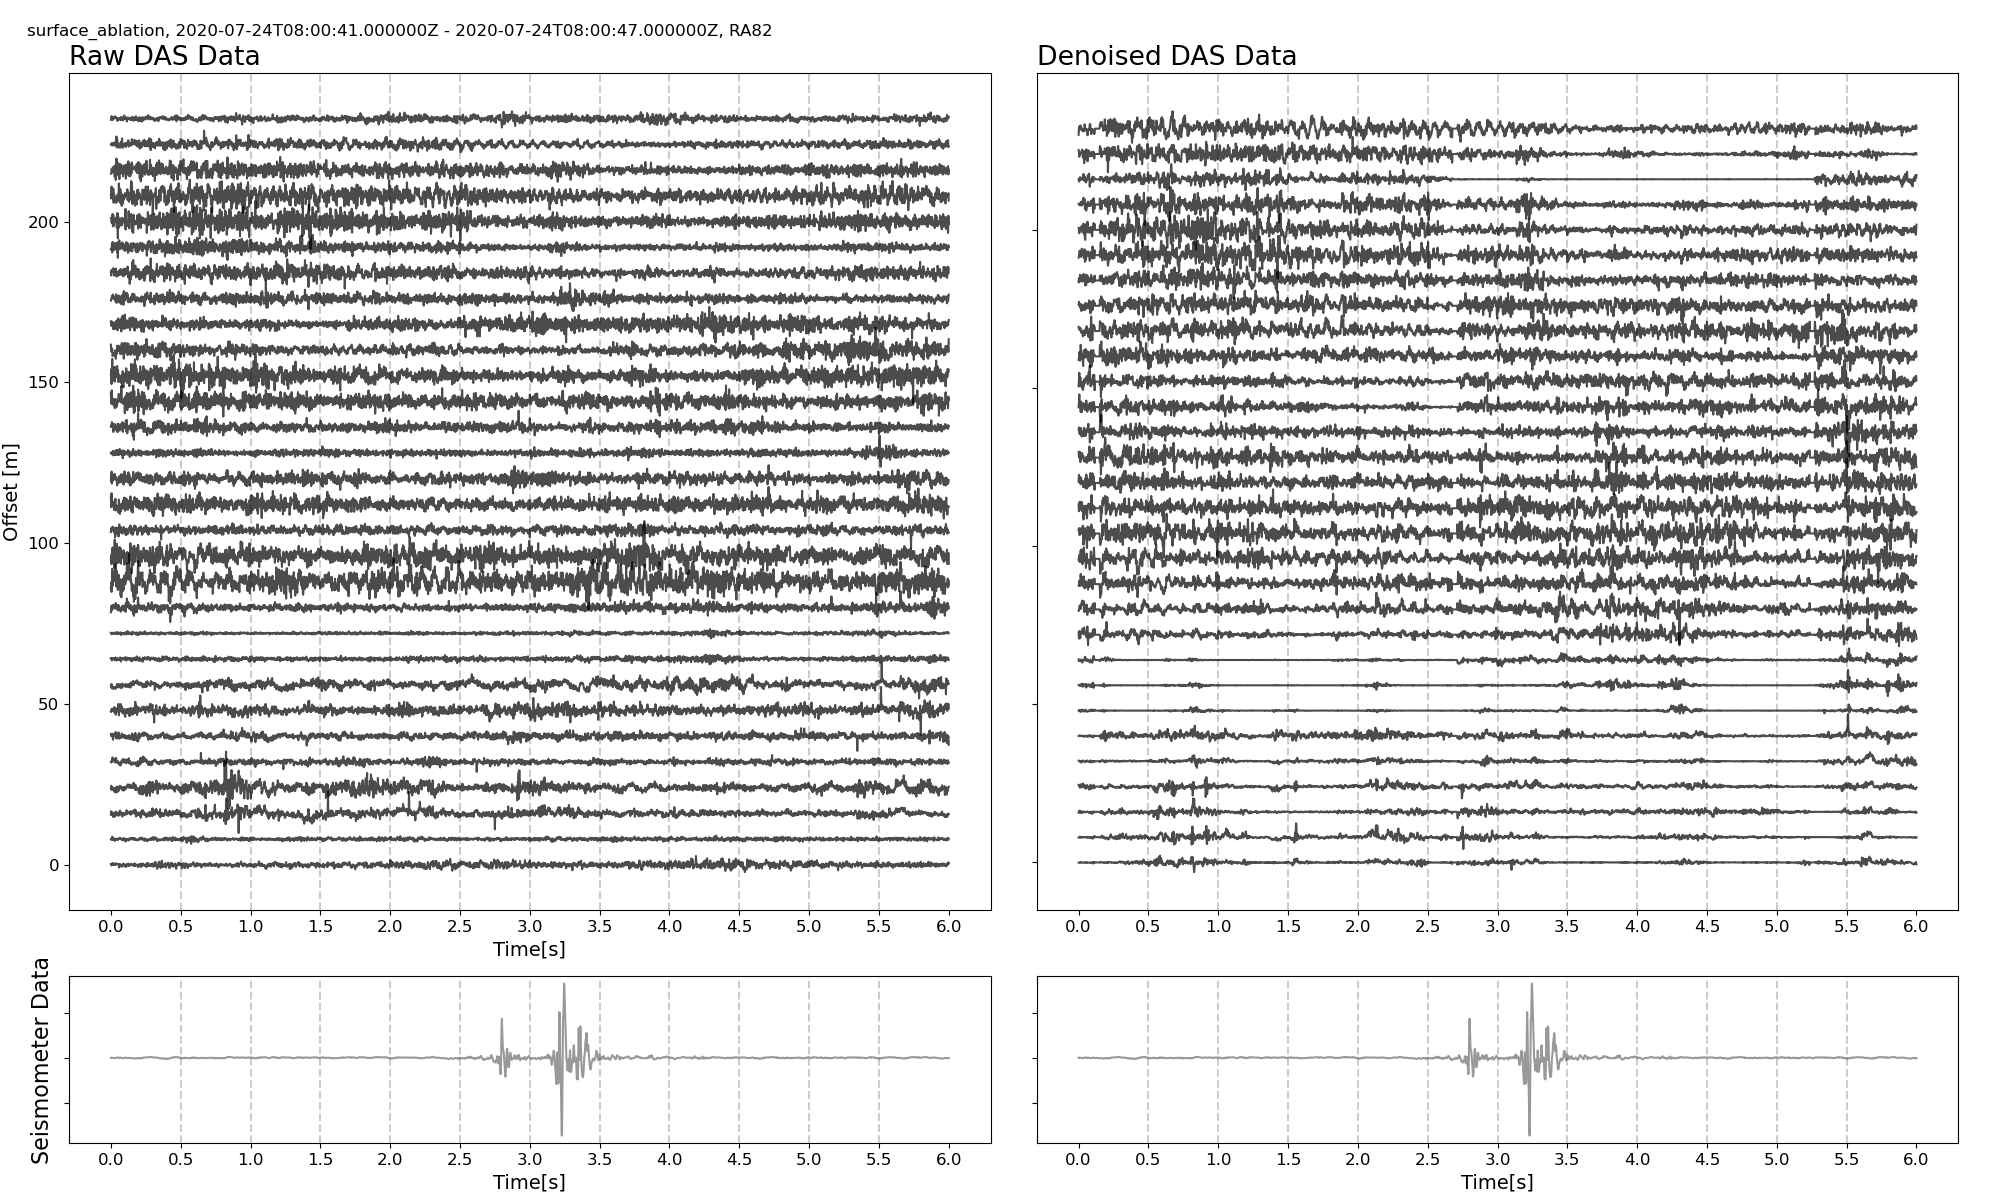 surface_ablation, 2020-07-24T08:00:41.000000Z - 2020-07-24T08:00:47.000000Z, RA82
Raw DAS Data
Denoised DAS Data
Offset [m]
200
150
100
50
0
0.0 0.5 1.0 1.5 2.0 2.5 3.0 3.5 4.0 4.5 5.0 5.5 6.0
Time[s]
0.0 0.5 1.0 1.5 2.0 2.5 3.0 3.5 4.0 4.5 5.0 5.5 6.0
Seismometer Data
0.0 0.5 1.0 1.5 2.0 2.5 3.0 3.5 4.0 4.5 5.0 5.5 6.0
Time[s]
0.0 0.5 1.0 1.5 2.0 2.5 3.0 3.5 4.0 4.5 5.0 5.5 6.0
Time[s]